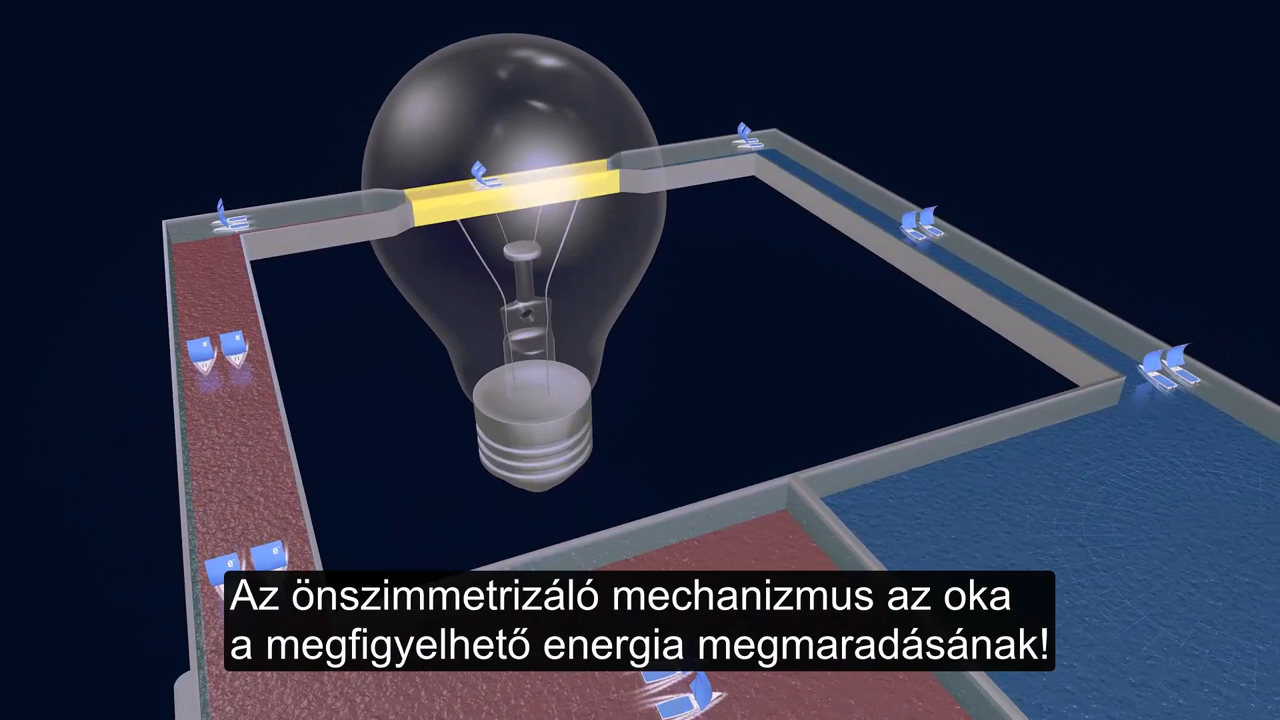 e⁻
e⁻
e⁻
e⁻
Az önszimmetrizáló mechanizmus az oka
a megfigyelhető energia megmaradásának!